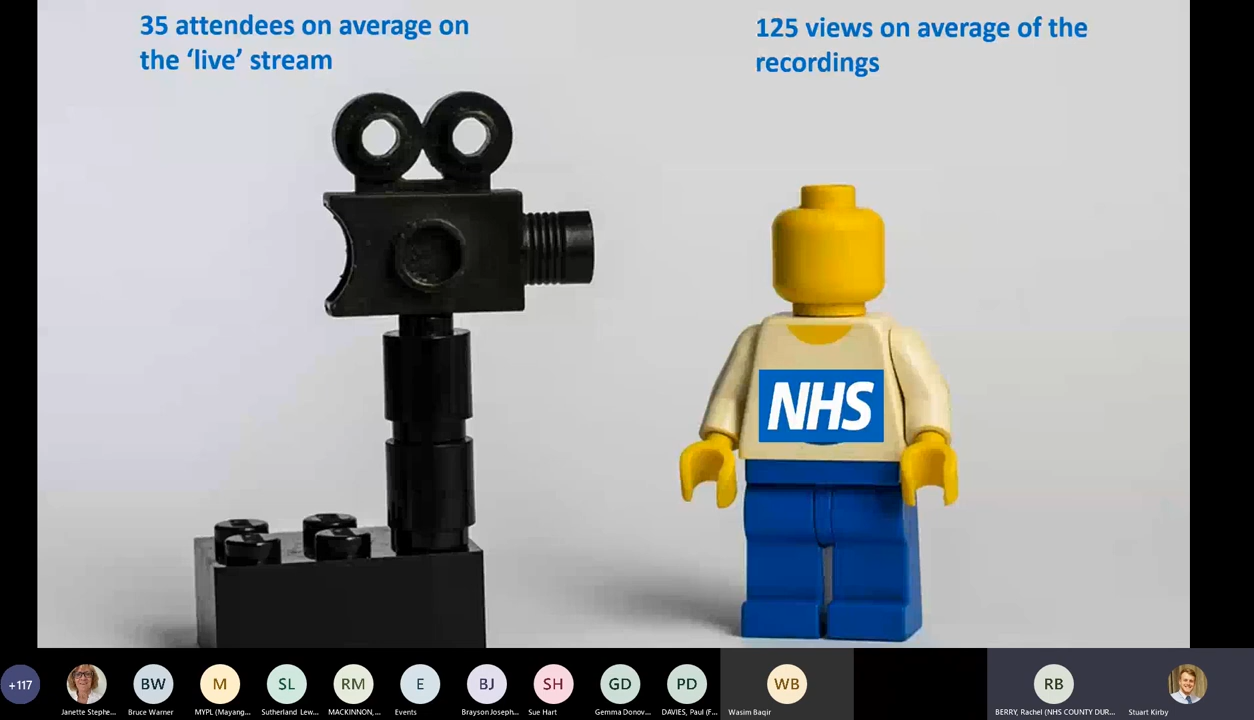 35 attendees on average on
the ‘live’ stream
125 views on average of the
recordings
NHS
+117
BW
M
SL
RM
E
BJ
SH
GD
PD
WB
RB
Janette Stephe...
Bruce Warner
MYPL (Mayang...
Sutherland Lew...
MACKINNON,...
Events
Brayson Joseph...
Sue Hart
Gemma Donov...
DAVIES, Paul (F...
Wasim Baqir
BERRY, Rachel (NHS COUNTY DUR...
Stuart Kirby